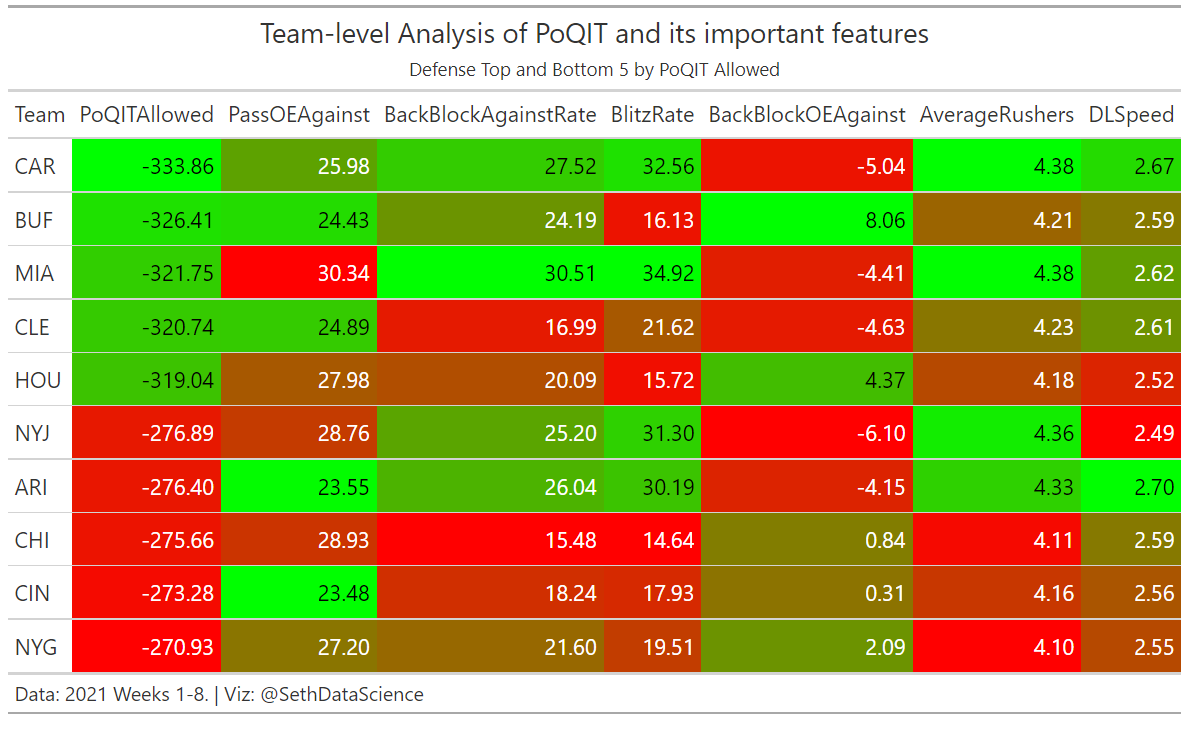 Team-level Analysis of PoQIT and its important features
Defense Top and Bottom 5 by PoQIT Allowed
Team PoQITAllowed PassOEAgainst BackBlockAgainstRate BlitzRate BackBlockOEAgainst AverageRushers DLSpeed
CAR -333.86 25.98 27.52 32.56 -5.04 4.38 2.67
BUF -326.41 24.43 24.19 16.13 8.06 4.21 2.59
MIA -321.75 30.34 30.51 34.92 -4.41 4.38 2.62
CLE -320.74 24.89 16.99 21.62 -4.63 4.23 2.61
HOU -319.04 27.98 20.09 15.72 4.37 4.18 2.52
NYJ -276.89 28.76 25.20 31.30 -6.10 4.36 2.49
ARI -276.40 23.55 26.04 30.19 -4.15 4.33 2.70
CHI -275.66 28.93 15.48 14.64 0.84 4.11 2.59
CIN -273.28 23.48 18.24 17.93 0.31 4.16 2.56
NYG -270.93 27.20 21.60 19.51 2.09 4.10 2.55
Data: 2021 Weeks 1-8. | Viz: @SethDataScience